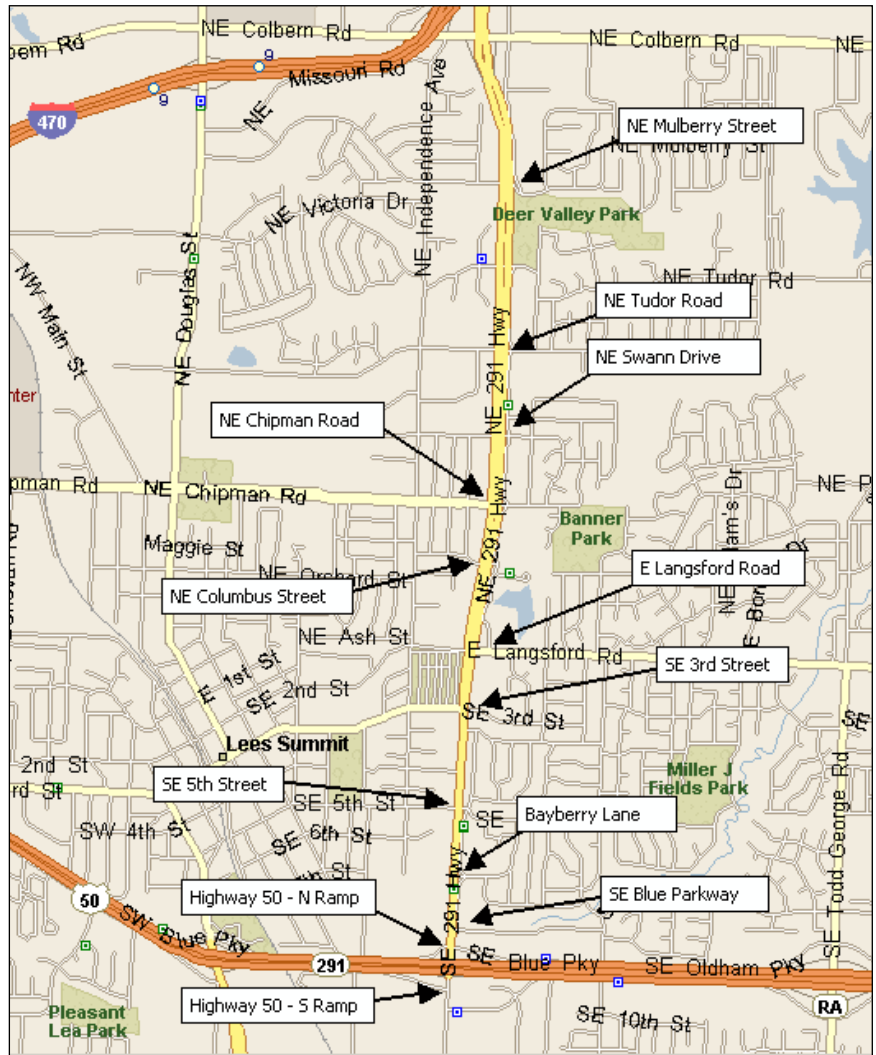 NE Colbern Rd
NE Colbern Rd
NE
bern Rd
9
Missouri Rd
9
470
NE
NE Independence Ave
NE Mulberry Street
NE Mulberry St
NE Victoria Dr
Deer Valley Park
NW Main St
NE Douglas St
NE Tudor Rd
NE Tudor Road
NE 291 Hwy
NE Swann Drive
nter
NE Chipman Road
pman Rd
NE Chipman Rd
NE 291 Hwy
NE P
am's Dr
Banner
Park
Maggie St
NE Orchard St
E Langsford Road
NE
E Bor
Dr
NE Columbus Street
NE Ash St
E Langsford Rd
E 1st St
SE 2nd St
SE 3rd Street
SE 3rd St
SE
Lees Summit
2nd St
rd St
SE 5th Street
Miller J
Fields Park
SE 5th St
SE
Bayberry Lane
SW 4th St
SE 6th St
th St
SE Todd George Rd
Highway 50 - N Ramp
SE Blue Parkway
50
SW Blue Pky
SE 291 Hwy
291
SE Blue Pky
SE Oldham Pky
Highway 50 - S Ramp
RA
Pleasant
Lea Park
SE 10th St